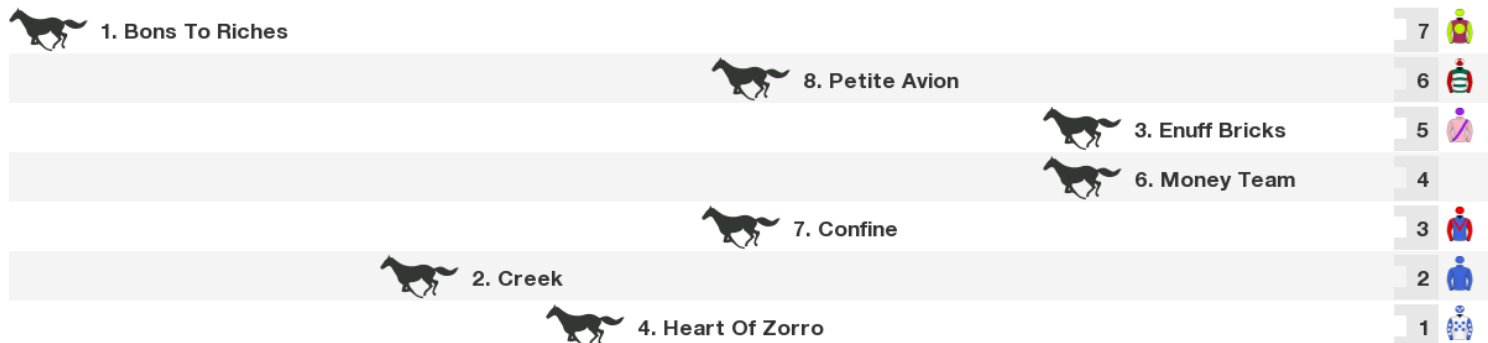 1. Bons To Riches 7
8. Petite Avion 6
3. Enuff Bricks 5
6. Money Team 4
7. Confine 3
2. Creek 2
4. Heart Of Zorro 1